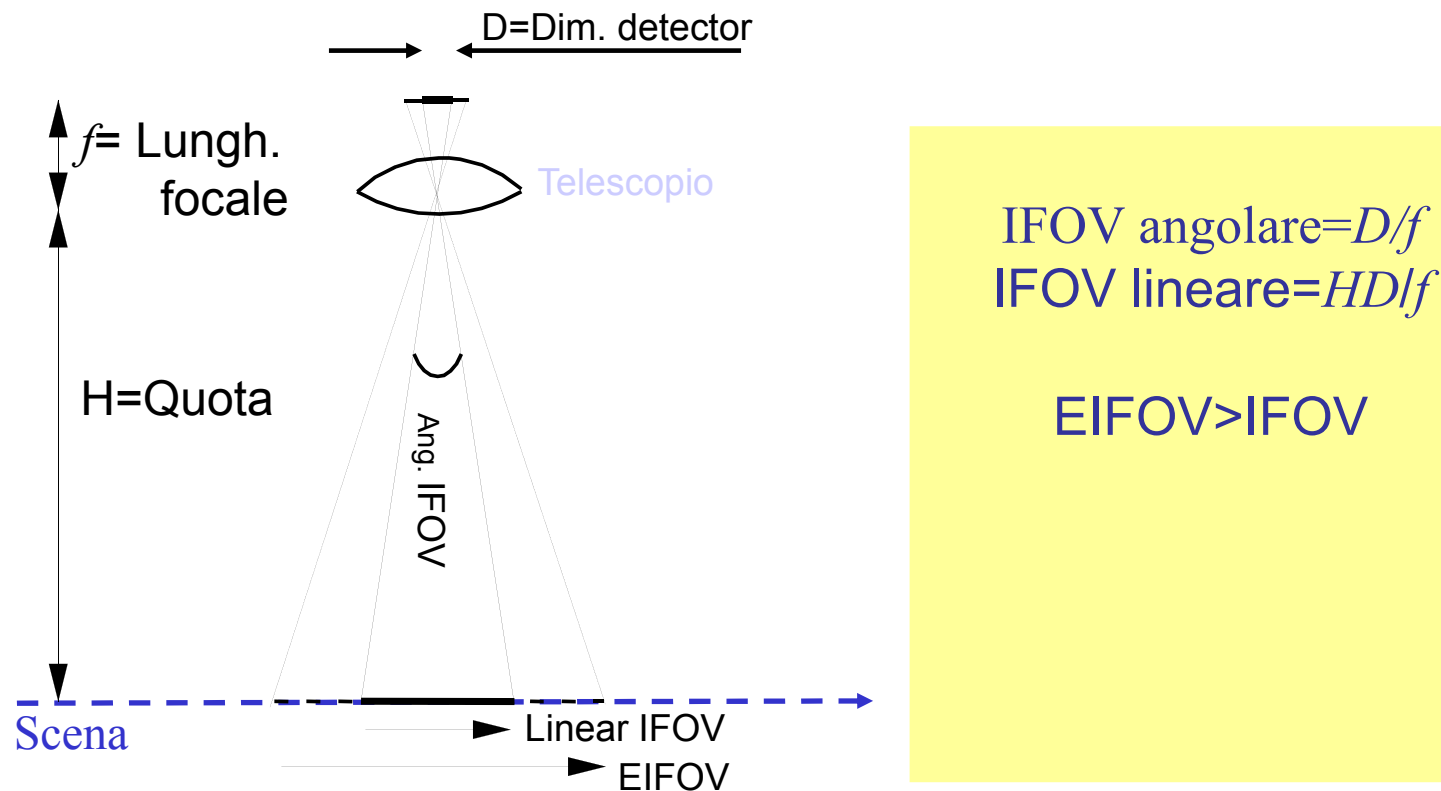 D=Dim. detector
f= Lungh.
focale
Telescopio
H=Quota
Ang. IFOV
Scena
Linear IFOV
EIFOV
IFOV angolare=D/f
IFOV lineare=HD/f
EIFOV>IFOV